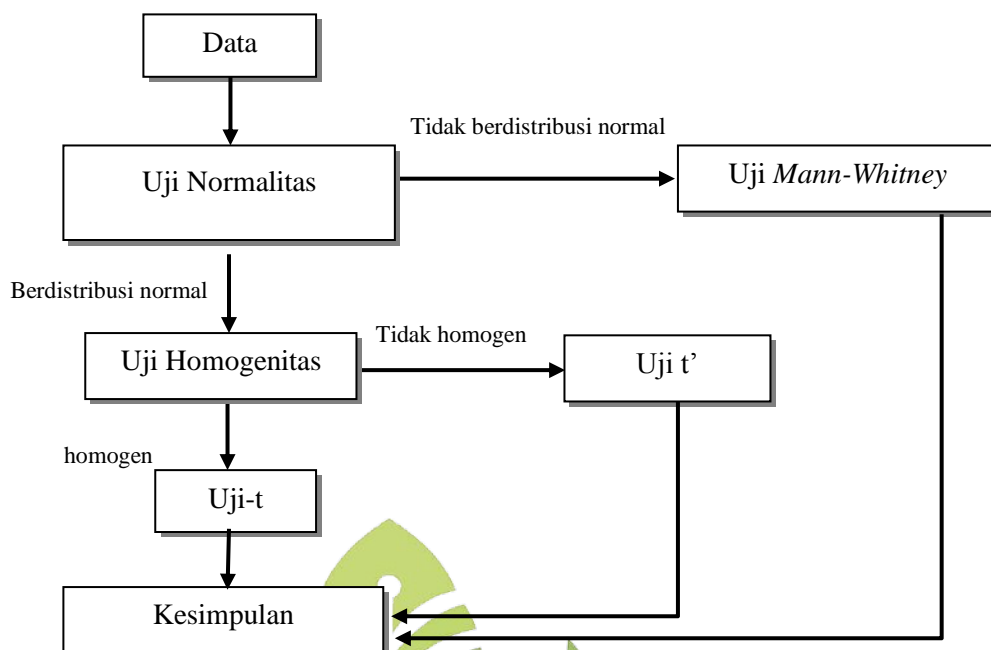 Data
Tidak berdistribusi normal
Uji Normalitas
Uji Mann-Whitney
Berdistribusi normal
Tidak homogen
Uji Homogenitas
Uji t’
homogen
Uji-t
Kesimpulan